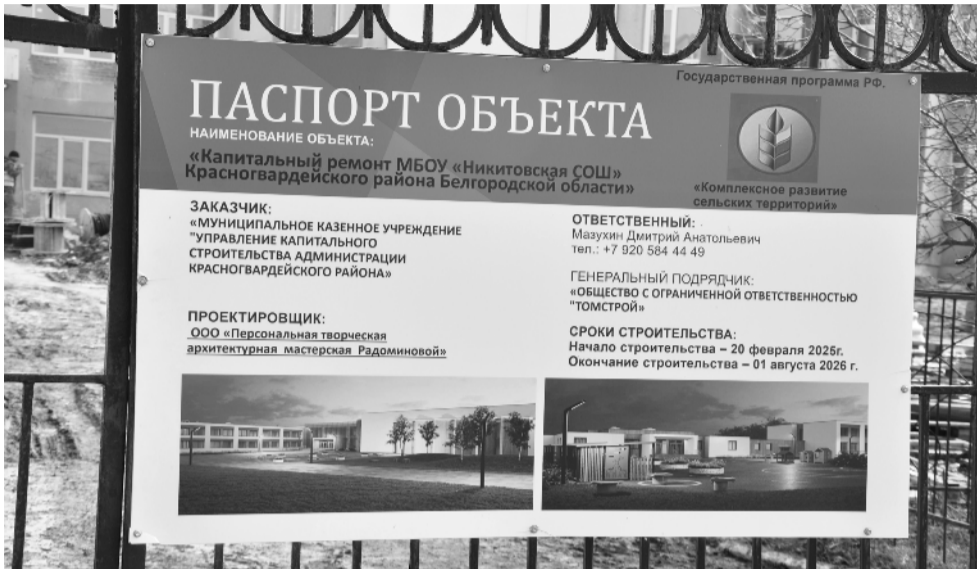 Государственная программа РФ.
ПАСПОРТ ОБЪЕКТА
НАИМЕНОВАНИЕ ОБЪЕКТА:
«Капитальный ремонт МБОУ «Никитовская СОШ»
Красногвардейского района Белгородской области»
«Комплексное развитие
сельских территорий»
ЗАКАЗЧИК:
«МУНИЦИПАЛЬНОЕ КАЗЕННОЕ УЧРЕЖДЕНИЕ
"УПРАВЛЕНИЕ КАПИТАЛЬНОГО
СТРОИТЕЛЬСТВА АДМИНИСТРАЦИИ
КРАСНОГВАРДЕЙСКОГО РАЙОНА»
ПРОЕКТИРОВЩИК:
ООО «Персональная творческая
архитектурная мастерская Радоминовой»
ОТВЕТСТВЕННЫЙ:
Мазухин Дмитрий Анатольевич
тел.: +7 920 584 44 49
ГЕНЕРАЛЬНЫЙ ПОДРЯДЧИК:
«ОБЩЕСТВО С ОГРАНИЧЕННОЙ ОТВЕТСТВЕННОСТЬЮ
"ТОМСТРОЙ»
СРОКИ СТРОИТЕЛЬСТВА:
Начало строительства – 20 февраля 2025г.
Окончание строительства – 01 августа 2026 г.